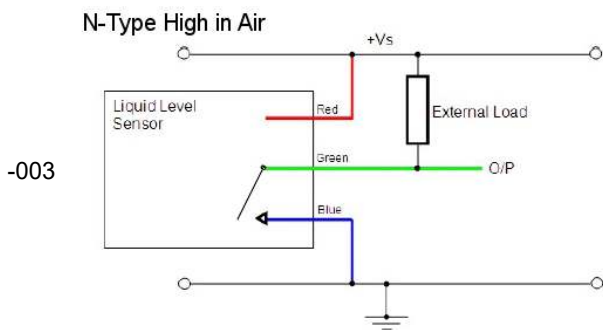 N-Type High in Air
+Vs
Liquid Level
Sensor
Red
External Load
-003
Green
O/P
Blue